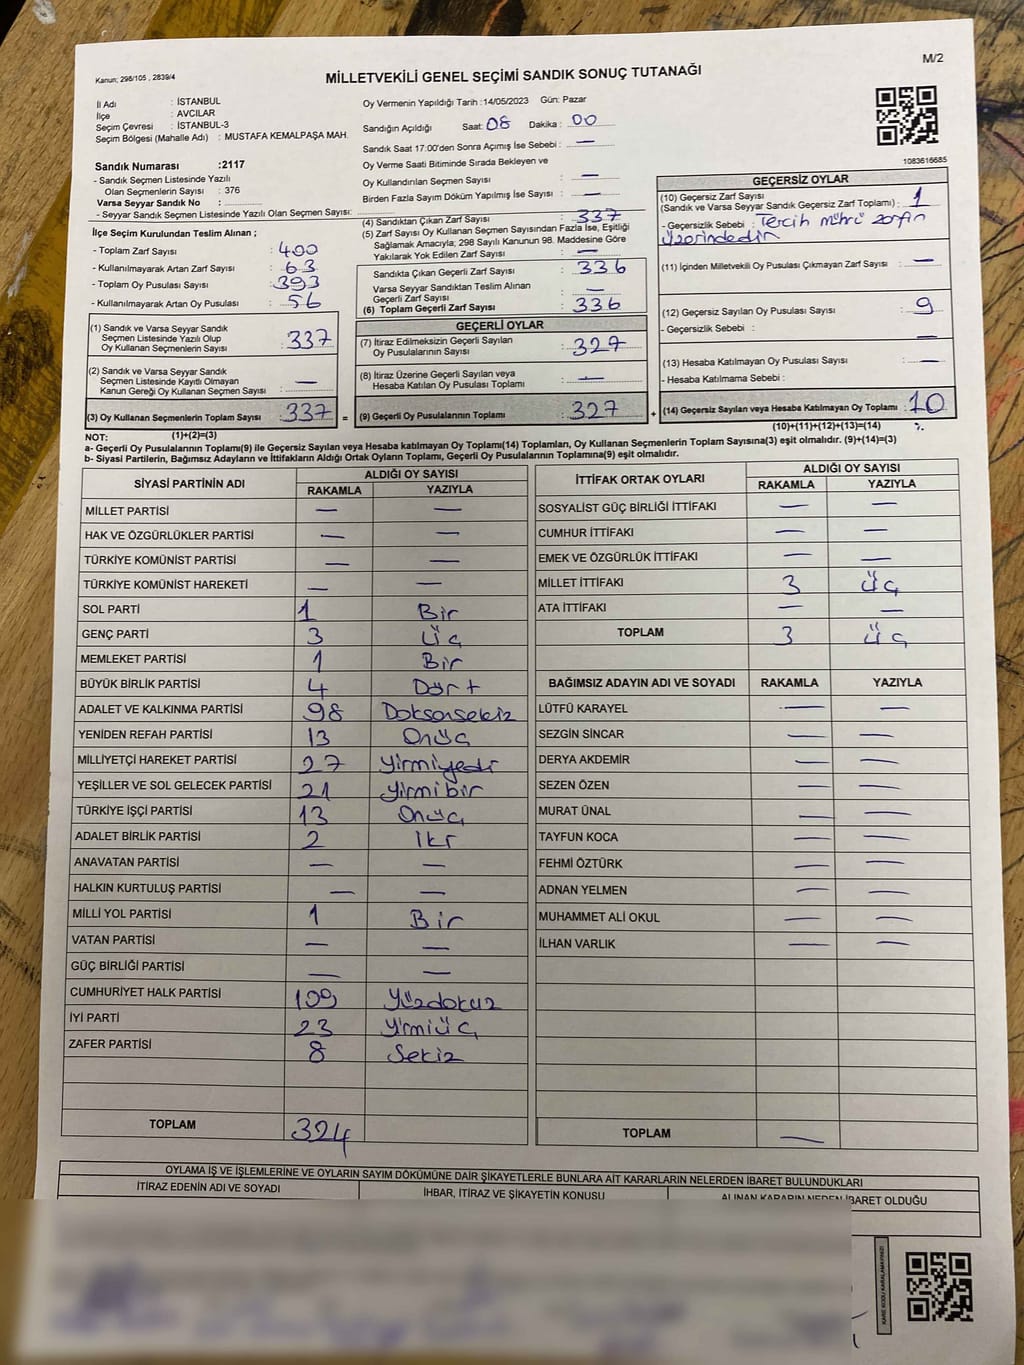 M/2
Kanun; 298/105 , 2839/4
MİLLETVEKİLİ GENEL SEÇİMİ SANDIK SONUÇ TUTANAĞI
İl Adı : İSTANBUL
İlçe : AVCILAR
Seçim Çevresi : İSTANBUL-3
Seçim Bölgesi (Mahalle Adı) : MUSTAFA KEMALPAŞA MAH.
Sandık Numarası :2117
- Sandık Seçmen Listesinde Yazılı
Olan Seçmenlerin Sayısı : 376
Varsa Seyyar Sandık No :
- Seyyar Sandık Seçmen Listesinde Yazılı Olan Seçmen Sayısı:
İlçe Seçim Kurulundan Teslim Alınan ;
- Toplam Zarf Sayısı : 400
- Kullanılmayarak Artan Zarf Sayısı : 63
- Toplam Oy Pusulası Sayısı : 393
- Kullanılmayarak Artan Oy Pusulası : 56
Oy Vermenin Yapıldığı Tarih :14/05/2023 Gün: Pazar
Sandığın Açıldığı Saat: 08 Dakika : 00
Sandık Saat 17:00'den Sonra Açımış İse Sebebi : —
Oy Verme Saati Bitiminde Sırada Bekleyen ve
Oy Kullandırılan Seçmen Sayısı : —
Birden Fazla Sayım Döküm Yapılmış İse Sayısı : —
(4) Sandıktan Çıkan Zarf Sayısı : 337
(5) Zarf Sayısı Oy Kullanan Seçmen Sayısından Fazla İse, Eşitliği
Sağlamak Amacıyla; 298 Sayılı Kanunun 98. Maddesine Göre
Yakılarak Yok Edilen Zarf Sayısı : —
Sandıkta Çıkan Geçerli Zarf Sayısı : 336
Varsa Seyyar Sandıktan Teslim Alınan
Geçerli Zarf Sayısı : —
(6) Toplam Geçerli Zarf Sayısı : 336
1083616685
GEÇERSİZ OYLAR
(10) Geçersiz Zarf Sayısı
(Sandık ve Varsa Seyyar Sandık Geçersiz Zarf Toplamı) : 1
- Geçersizlik Sebebi : Tercih mührü zarfın
üzerindedir
(11) İçinden Milletvekili Oy Pusulası Çıkmayan Zarf Sayısı : —
(12) Geçersiz Sayılan Oy Pusulası Sayısı : 9
- Geçersizlik Sebebi : —
(13) Hesaba Katılmayan Oy Pusulası Sayısı : —
- Hesaba Katılmama Sebebi :
(1) Sandık ve Varsa Seyyar Sandık
Seçmen Listesinde Yazılı Olup
Oy Kullanan Seçmenlerin Sayısı : 337
(2) Sandık ve Varsa Seyyar Sandık
Seçmen Listesinde Kayıtlı Olmayan
Kanun Gereği Oy Kullanan Seçmen Sayısı : —
GEÇERLİ OYLAR
(7) İtiraz Edilmeksizin Geçerli Sayılan
Oy Pusulalarının Sayısı : 327
(8) İtiraz Üzerine Geçerli Sayılan veya
Hesaba Katılan Oy Pusulası Toplamı : —
(3) Oy Kullanan Seçmenlerin Toplam Sayısı : 337 = (9) Geçerli Oy Pusulalarının Toplamı : 327 + (14) Geçersiz Sayılan veya Hesaba Katılmayan Oy Toplamı : 10
(1)+(2)=(3) (10)+(11)+(12)+(13)=(14)
NOT:
a- Geçerli Oy Pusulalarının Toplamı(9) ile Geçersiz Sayılan veya Hesaba katılmayan Oy Toplamı(14) Toplamları, Oy Kullanan Seçmenlerin Toplam Sayısına(3) eşit olmalıdır. (9)+(14)=(3)
b- Siyasi Partilerin, Bağımsız Adayların ve İttifakların Aldığı Ortak Oyların Toplamı, Geçerli Oy Pusulalarının Toplamına(9) eşit olmalıdır.
SİYASİ PARTİNİN ADI ALDIĞI OY SAYISI
RAKAMLA YAZIYLA
MİLLET PARTİSİ — —
HAK VE ÖZGÜRLÜKLER PARTİSİ — —
TÜRKİYE KOMÜNİST PARTİSİ — —
TÜRKİYE KOMÜNİST HAREKETİ — —
SOL PARTİ 1 Bir
GENÇ PARTİ 3 Üç
MEMLEKET PARTİSİ 1 Bir
BÜYÜK BİRLİK PARTİSİ 4 Dört
ADALET VE KALKINMA PARTİSİ 98 Doksansekiz
YENİDEN REFAH PARTİSİ 13 Onüç
MİLLİYETÇİ HAREKET PARTİSİ 27 Yirmiyedi
YEŞİLLER VE SOL GELECEK PARTİSİ 21 Yirmibir
TÜRKİYE İŞÇİ PARTİSİ 13 Onüç
ADALET BİRLİK PARTİSİ 2 İki
ANAVATAN PARTİSİ — —
HALKIN KURTULUŞ PARTİSİ — —
MİLLİ YOL PARTİSİ 1 Bir
VATAN PARTİSİ — —
GÜÇ BİRLİĞİ PARTİSİ — —
CUMHURİYET HALK PARTİSİ 109 Yüzdokuz
İYİ PARTİ 23 Yirmiüç
ZAFER PARTİSİ 8 Sekiz
TOPLAM 324
İTTİFAK ORTAK OYLARI ALDIĞI OY SAYISI
RAKAMLA YAZIYLA
SOSYALİST GÜÇ BİRLİĞİ İTTİFAKI — —
CUMHUR İTTİFAKI — —
EMEK VE ÖZGÜRLÜK İTTİFAKI — —
MİLLET İTTİFAKI 3 Üç
ATA İTTİFAKI — —
TOPLAM 3 Üç
BAĞIMSIZ ADAYIN ADI VE SOYADI RAKAMLA YAZIYLA
LÜTFÜ KARAYEL — —
SEZGİN SİNCAR — —
DERYA AKDEMİR — —
SEZEN ÖZEN — —
MURAT ÜNAL — —
TAYFUN KOCA — —
FEHMİ ÖZTÜRK — —
ADNAN YELMEN — —
MUHAMMET ALİ OKUL — —
İLHAN VARLIK — —
TOPLAM —
OYLAMA İŞ VE İŞLEMLERİNE VE OYLARIN SAYIM DÖKÜMÜNE DAİR ŞİKAYETLERLE BUNLARA AİT KARARLARIN NELERDEN İBARET BULUNDUKLARI
İTİRAZ EDENİN ADI VE SOYADI İHBAR, İTİRAZ VE ŞİKAYETİN KONUSU ALINAN KARARIN NEDEN İBARET OLDUĞU
KARE KODU KARALAMAYINIZ!